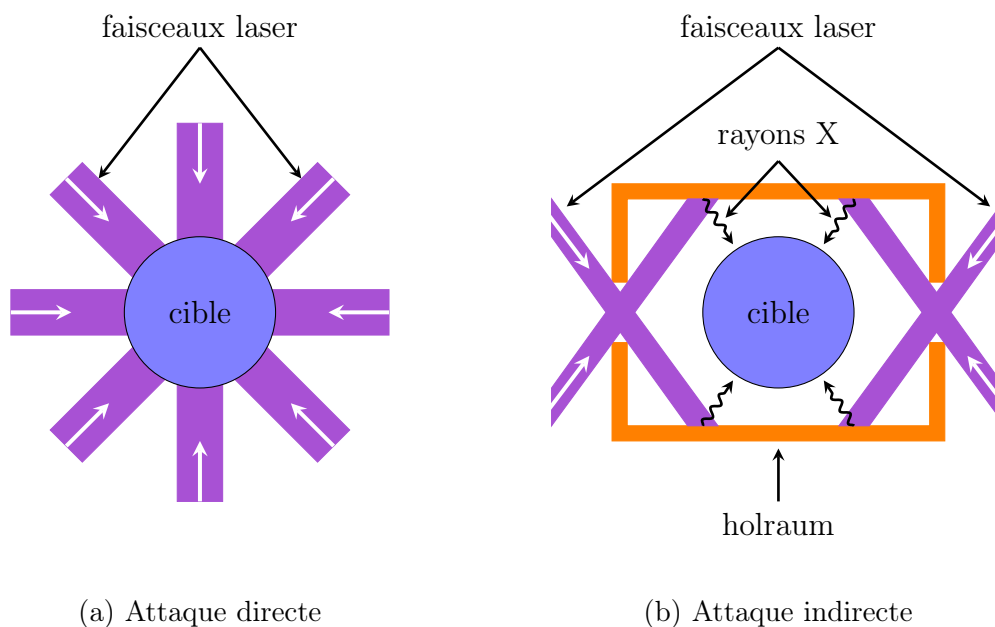 faisceaux laser
cible
(a) Attaque directe
faisceaux laser
rayons X
cible
holraum
(b) Attaque indirecte